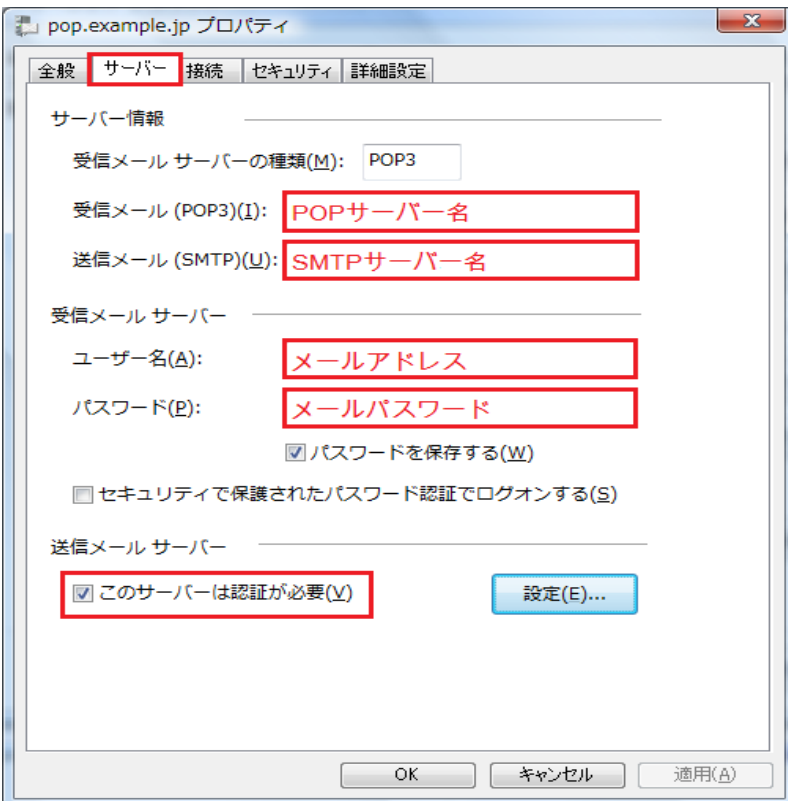 pop.example.jp プロパティ
全般 サーバー 接続 セキュリティ 詳細設定
サーバー情報
受信メール サーバーの種類(M): POP3
受信メール (POP3)(I): POPサーバー名
送信メール (SMTP)(U): SMTPサーバー名
受信メール サーバー
ユーザー名(A): メールアドレス
パスワード(P): メールパスワード
パスワードを保存する(W)
セキュリティで保護されたパスワード認証でログオンする(S)
送信メール サーバー
このサーバーは認証が必要(V) 設定(E)...
OK キャンセル 適用(A)